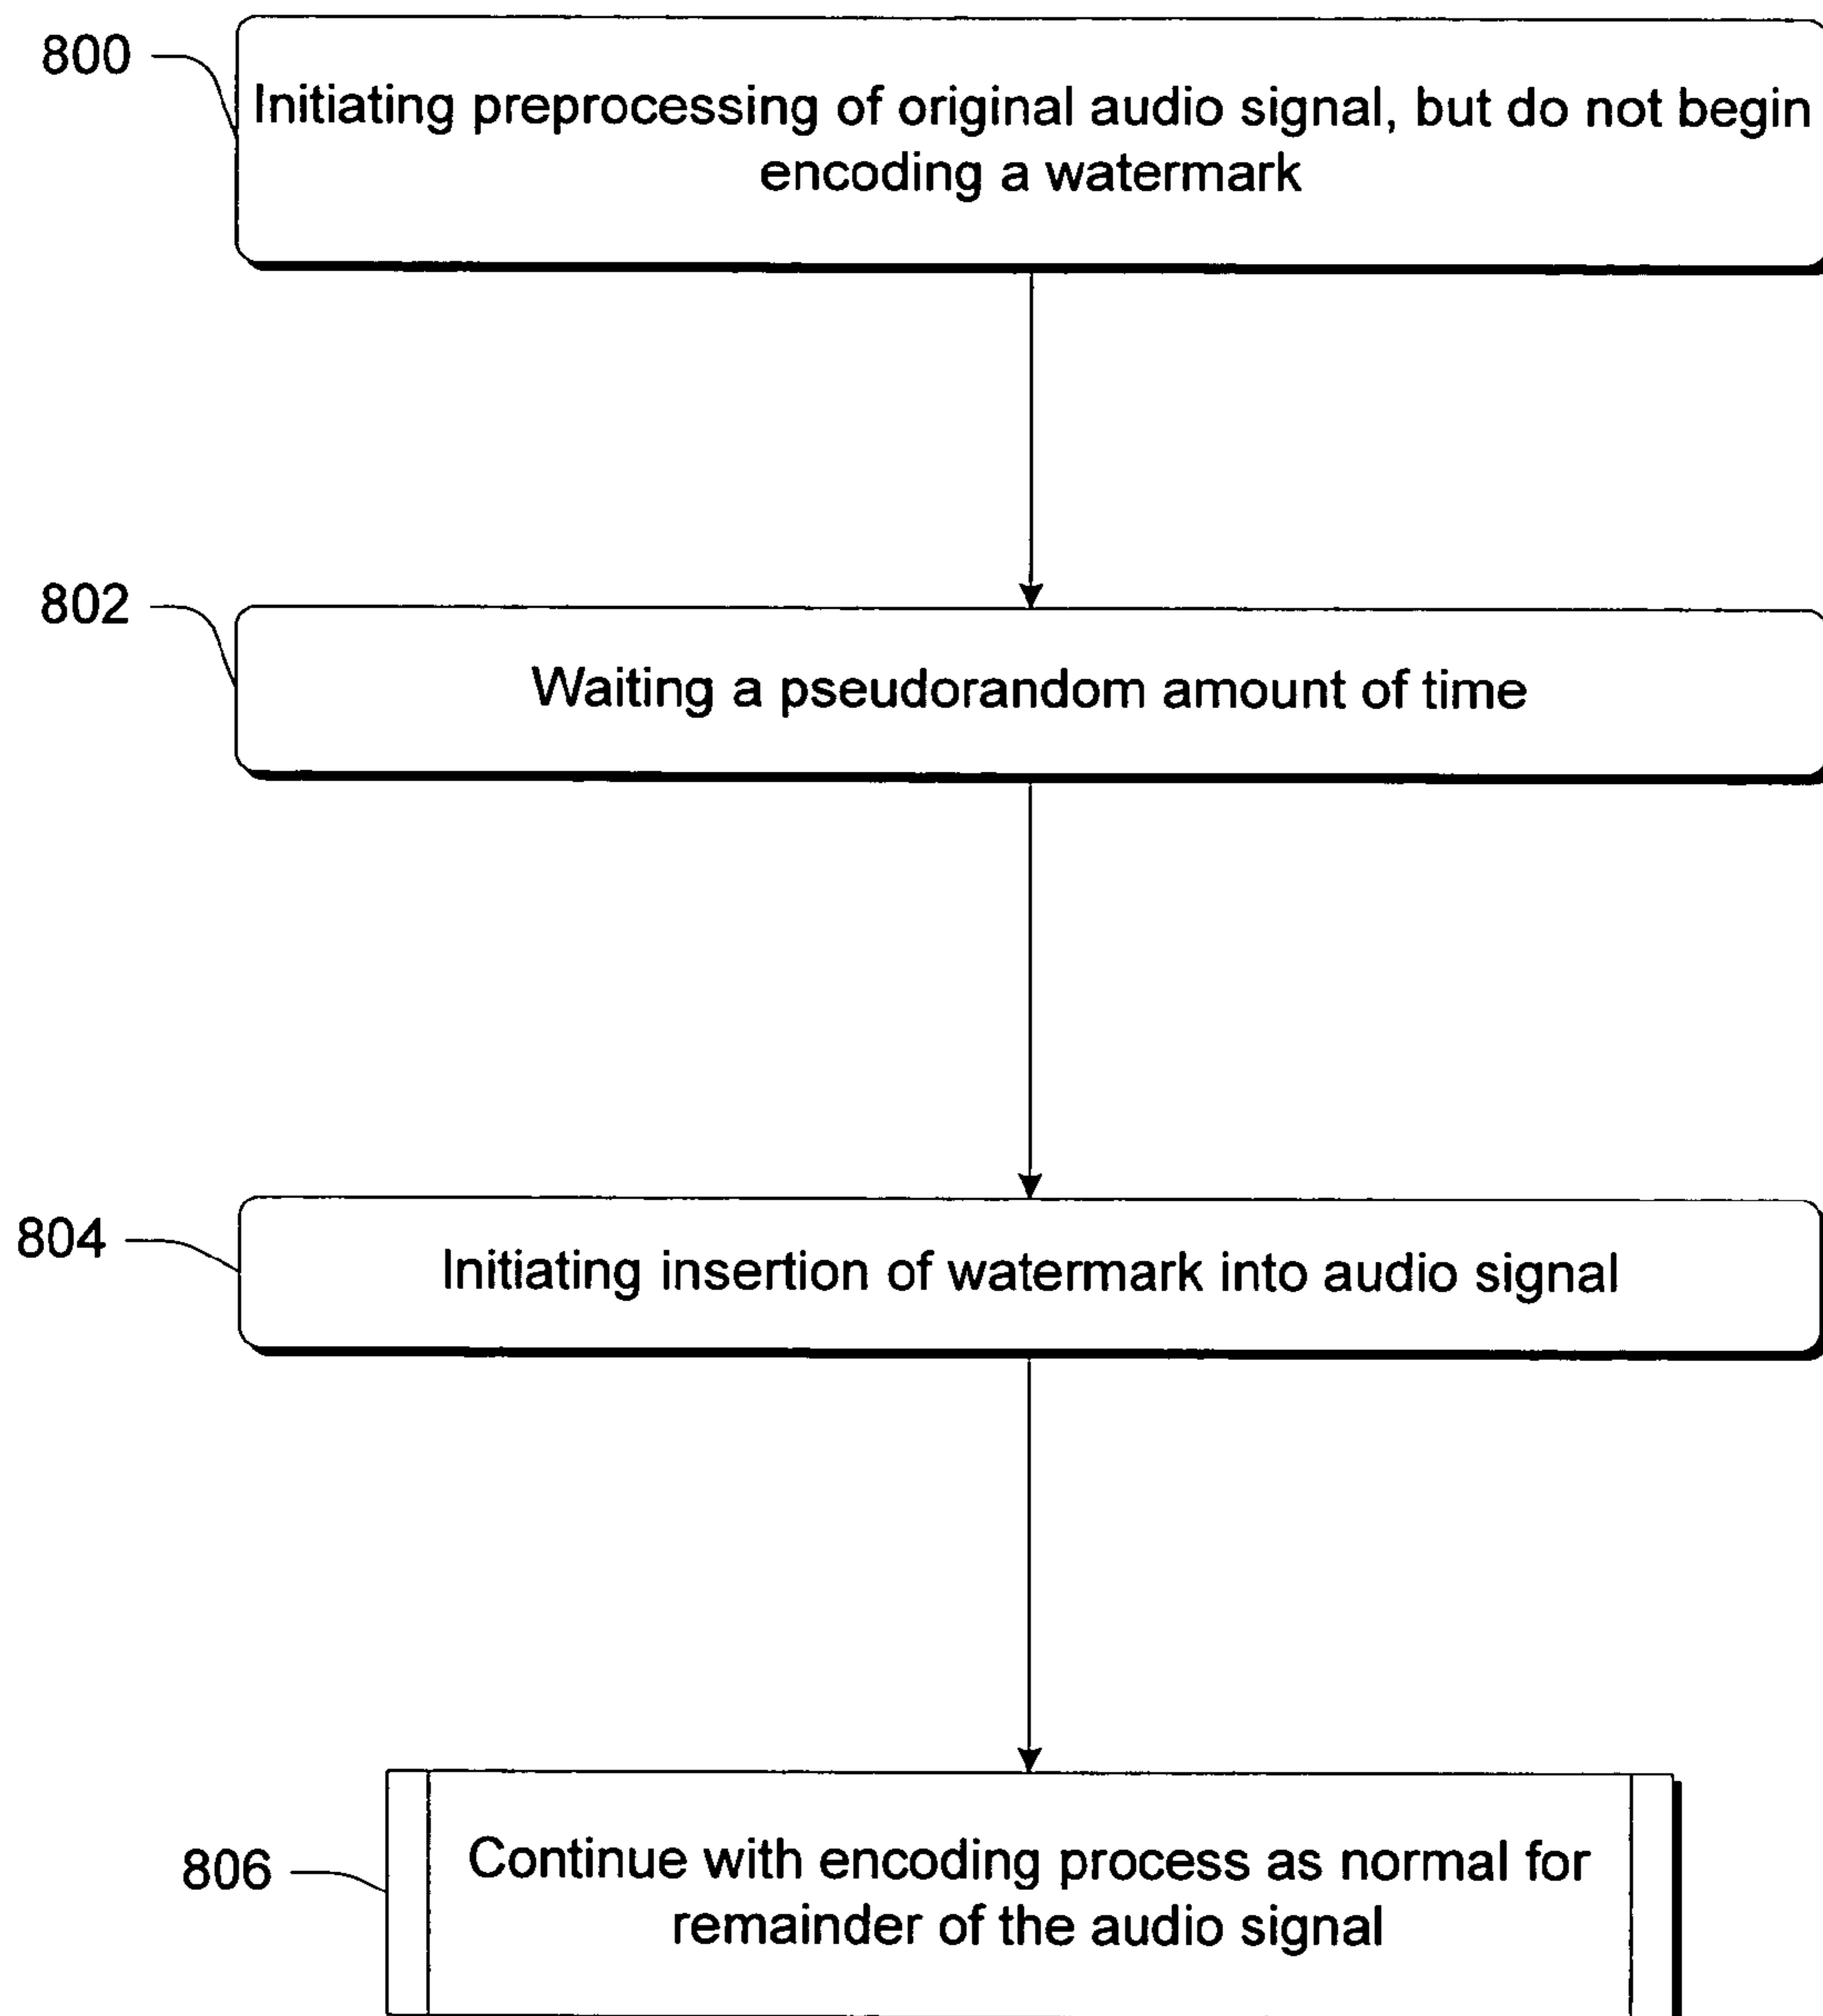 800
Initiating preprocessing of original audio signal, but do not begin
encoding a watermark
802
Waiting a pseudorandom amount of time
804
Initiating insertion of watermark into audio signal
806
Continue with encoding process as normal for
remainder of the audio signal